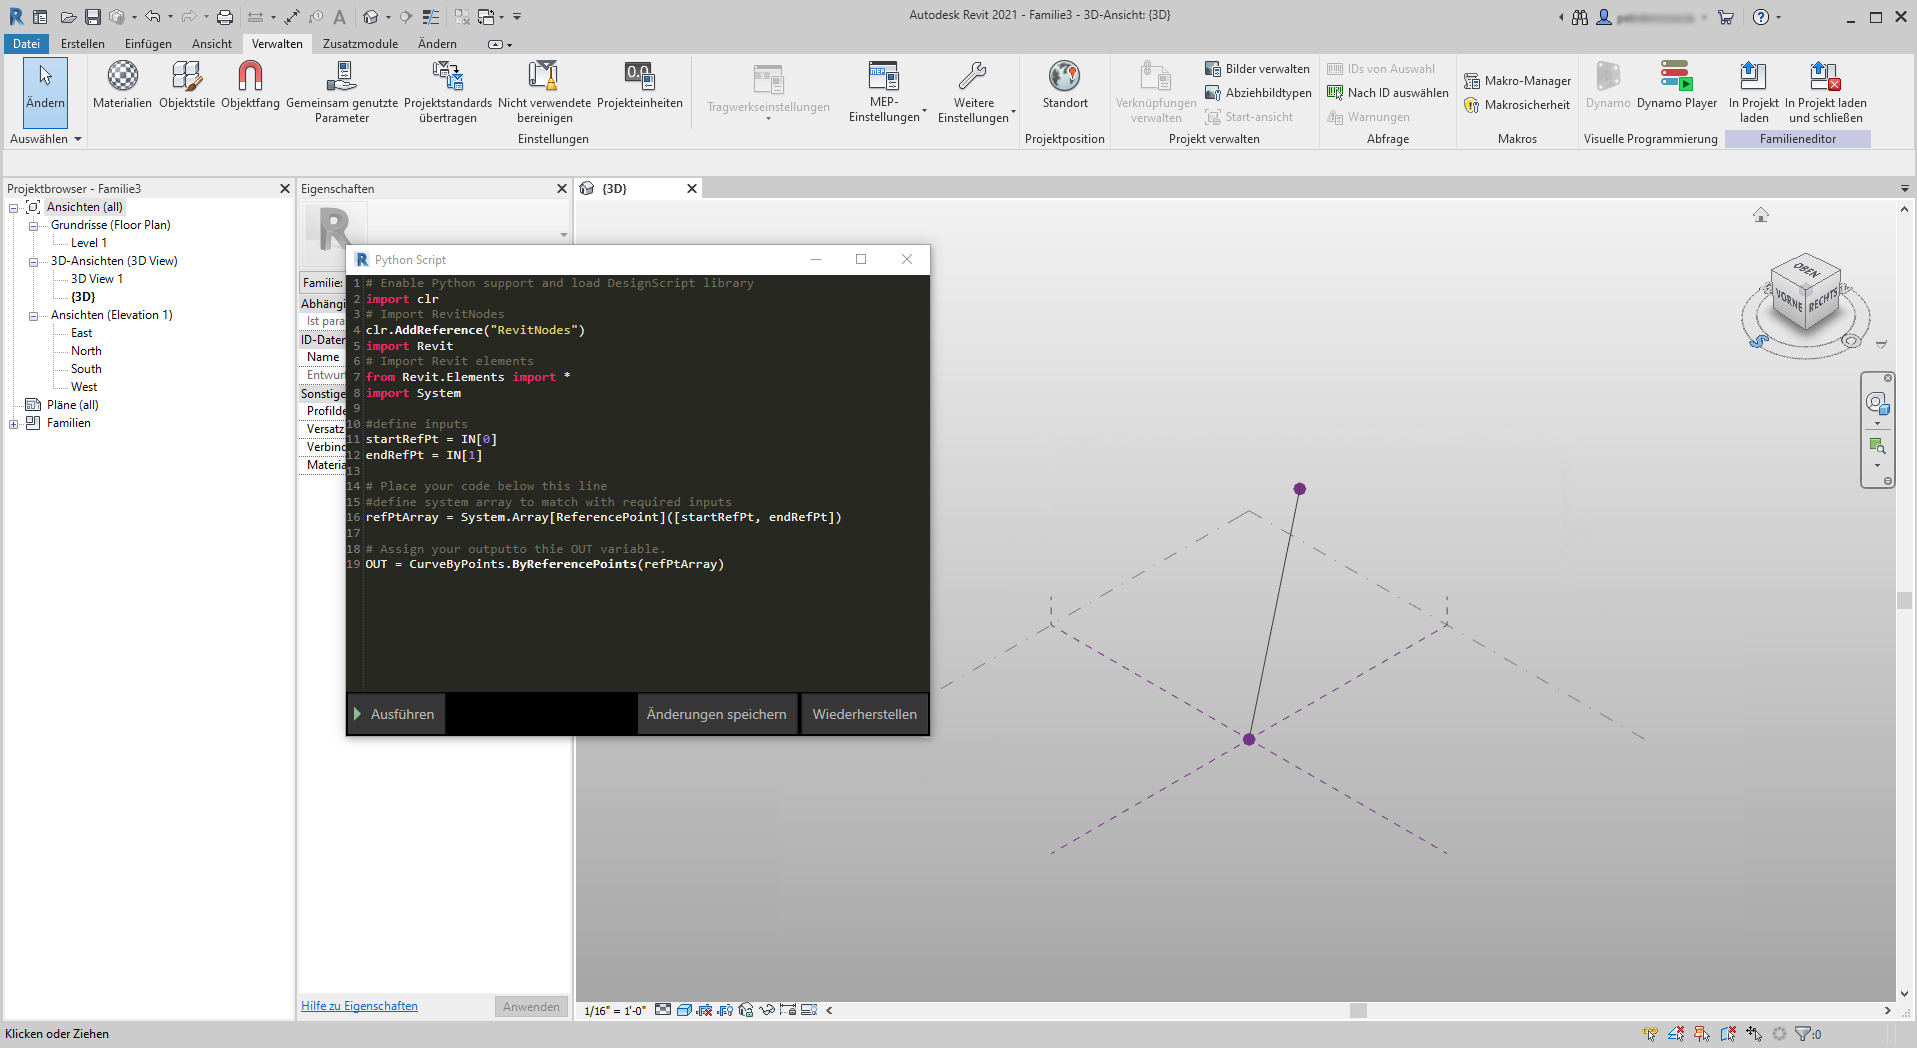 Autodesk Revit 2021 - Familie3 - 3D-Ansicht: {3D}
Datei Erstellen Einfügen Ansicht Verwalten Zusatzmodule Ändern
Ändern
Auswählen
Materialien
Objektstile
Objektfang
Gemeinsam genutzte
Parameter
Projektstandards
übertragen
Nicht verwendete
bereinigen
Projekteinheiten
Einstellungen
Tragwerkseinstellungen
MEP-
Einstellungen
Weitere
Einstellungen
Standort
Projektposition
Verknüpfungen
verwalten
Bilder verwalten
Abziehbildtypen
Start-ansicht
Projekt verwalten
IDs von Auswahl
Nach ID auswählen
Warnungen
Abfrage
Makro-Manager
Makrosicherheit
Makros
Dynamo
Dynamo Player
Visuelle Programmierung
In Projekt
laden
In Projekt laden
und schließen
Familieneditor
Projektbrowser - Familie3
Ansichten (all)
Grundrisse (Floor Plan)
Level 1
3D-Ansichten (3D View)
3D View 1
{3D}
Ansichten (Elevation 1)
East
North
South
West
Pläne (all)
Familien
Eigenschaften
Familie:
Abhängi
Ist para
ID-Daten
Name
Entwur
Sonstige
Profilde
Versatz
Verbind
Materia
Hilfe zu Eigenschaften
Anwenden
{3D}
Python Script
1 # Enable Python support and load DesignScript library
2 import clr
3 # Import RevitNodes
4 clr.AddReference("RevitNodes")
5 import Revit
6 # Import Revit elements
7 from Revit.Elements import *
8 import System
9
10 #define inputs
11 startRefPt = IN[0]
12 endRefPt = IN[1]
13
14 # Place your code below this line
15 #define system array to match with required inputs
16 refPtArray = System.Array[ReferencePoint]([startRefPt, endRefPt])
17
18 # Assign your outputto thie OUT variable.
19 OUT = CurveByPoints.ByReferencePoints(refPtArray)
Ausführen
Änderungen speichern
Wiederherstellen
OBEN
VORNE
RECHTS
1/16" = 1'-0"
Klicken oder Ziehen
:0